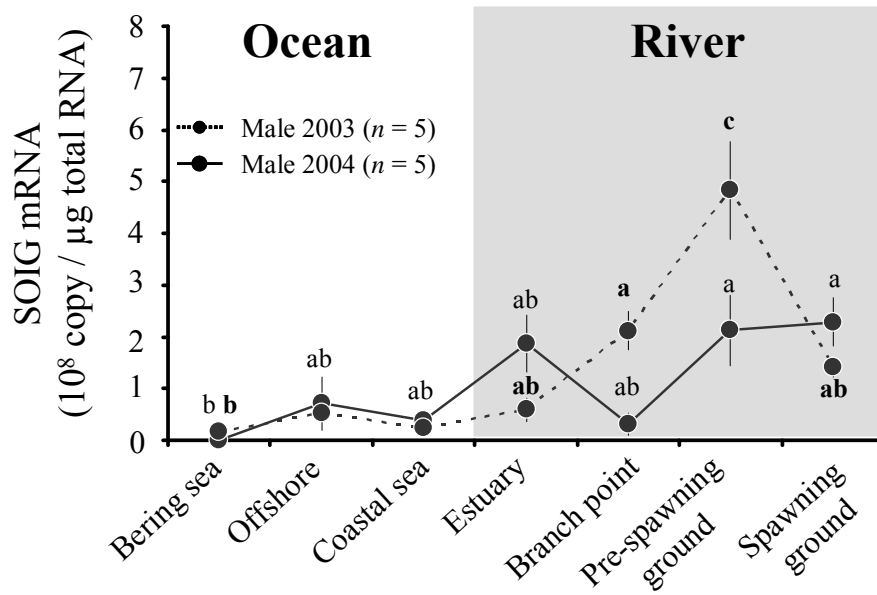 Ocean
River
Male 2003 (n = 5)
Male 2004 (n = 5)
SOIG mRNA
(10⁸ copy / µg total RNA)
8
7
6
5
4
3
2
1
0
b b
ab
ab
ab
ab
a
ab
c
a
a
ab
Bering sea
Offshore
Coastal sea
Estuary
Branch point
Pre-spawning
ground
Spawning
ground